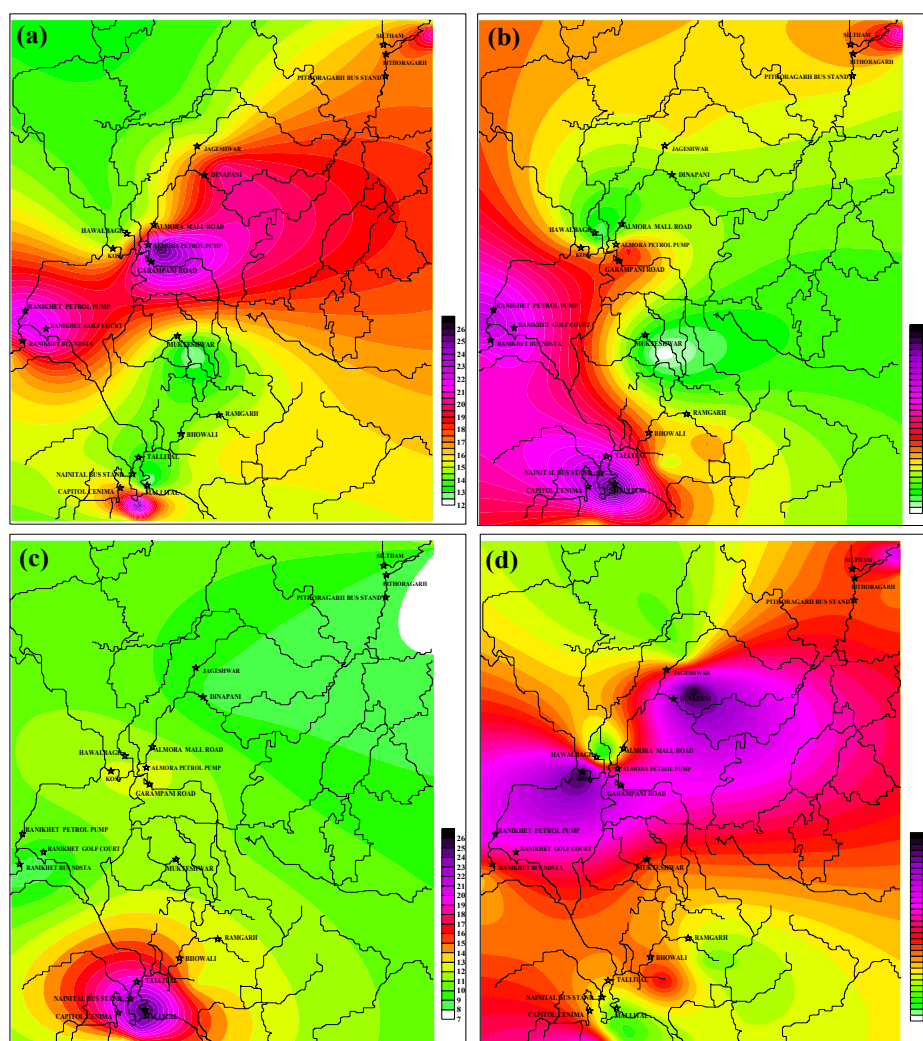 (a)
SILTHAM
PITHORAGARH
PITHORAGARH BUS STAND
JAGESHWAR
DINAPANI
ALMORA MALL ROAD
HAWALBAGH
ALMORA PETROL PUMP
GARAMPANI ROAD
RANIKHET PETROL PUMP
RANIKHET GOLF COURT
MUKTESHWAR
RAMGARH
BHOWALI
TALLITAL
NAINITAL BUS STAND
CAPITOL CENIMA
MALLITAL
26
25
24
23
22
21
20
19
18
17
16
15
14
13
12
(b)
SILTHAM
PITHORAGARH
PITHORAGARH BUS STAND
JAGESHWAR
DINAPANI
ALMORA MALL ROAD
HAWALBAGH
ALMORA PETROL PUMP
GARAMPANI ROAD
RANIKHET PETROL PUMP
RANIKHET GOLF COURT
MUKTESHWAR
RAMGARH
BHOWALI
TALLITAL
NAINITAL BUS STAND
CAPITOL CENIMA
MALLITAL
(c)
SILTHAM
PITHORAGARH
PITHORAGARH BUS STAND
JAGESHWAR
DINAPANI
ALMORA MALL ROAD
HAWALBAGH
ALMORA PETROL PUMP
GARAMPANI ROAD
RANIKHET PETROL PUMP
RANIKHET GOLF COURT
MUKTESHWAR
RAMGARH
BHOWALI
TALLITAL
NAINITAL BUS STAND
CAPITOL CENIMA
MALLITAL
26
25
24
23
22
21
20
19
18
17
16
15
14
13
12
11
10
9
8
7
(d)
SILTHAM
PITHORAGARH
PITHORAGARH BUS STAND
JAGESHWAR
DINAPANI
ALMORA MALL ROAD
HAWALBAGH
ALMORA PETROL PUMP
GARAMPANI ROAD
RANIKHET PETROL PUMP
RANIKHET GOLF COURT
MUKTESHWAR
RAMGARH
BHOWALI
TALLITAL
NAINITAL BUS STAND
CAPITOL CENIMA
MALLITAL